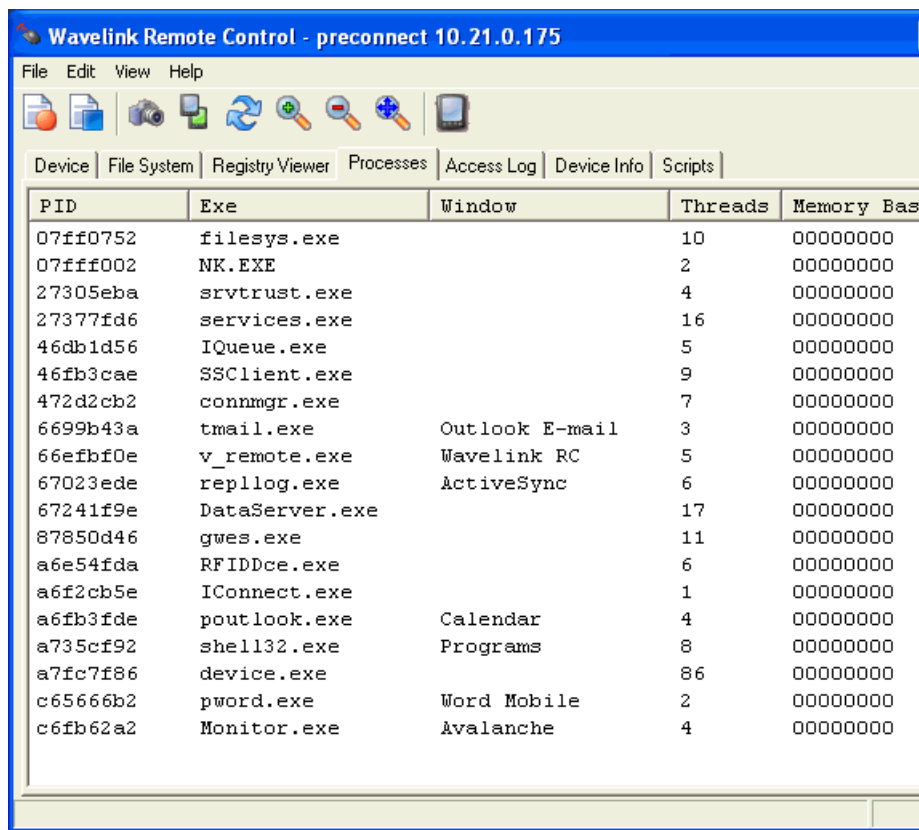 Wavelink Remote Control - preconnect 10.21.0.175
File Edit View Help
Device File System Registry Viewer Processes Access Log Device Info Scripts
PID Exe Window Threads Memory Bas
07ff0752 filesys.exe 10 00000000
07fff002 NK.EXE 2 00000000
27305eba srvtrust.exe 4 00000000
27377fd6 services.exe 16 00000000
46db1d56 IQueue.exe 5 00000000
46fb3cae SSClient.exe 9 00000000
472d2cb2 connmgr.exe 7 00000000
6699b43a tmail.exe Outlook E-mail 3 00000000
66efbf0e v_remote.exe Wavelink RC 5 00000000
67023ede repllog.exe ActiveSync 6 00000000
67241f9e DataServer.exe 17 00000000
87850d46 gwes.exe 11 00000000
a6e54fda RFIDDce.exe 6 00000000
a6f2cb5e IConnect.exe 1 00000000
a6fb3fde poutlook.exe Calendar 4 00000000
a735cf92 shell32.exe Programs 8 00000000
a7fc7f86 device.exe 86 00000000
c65666b2 pword.exe Word Mobile 2 00000000
c6fb62a2 Monitor.exe Avalanche 4 00000000